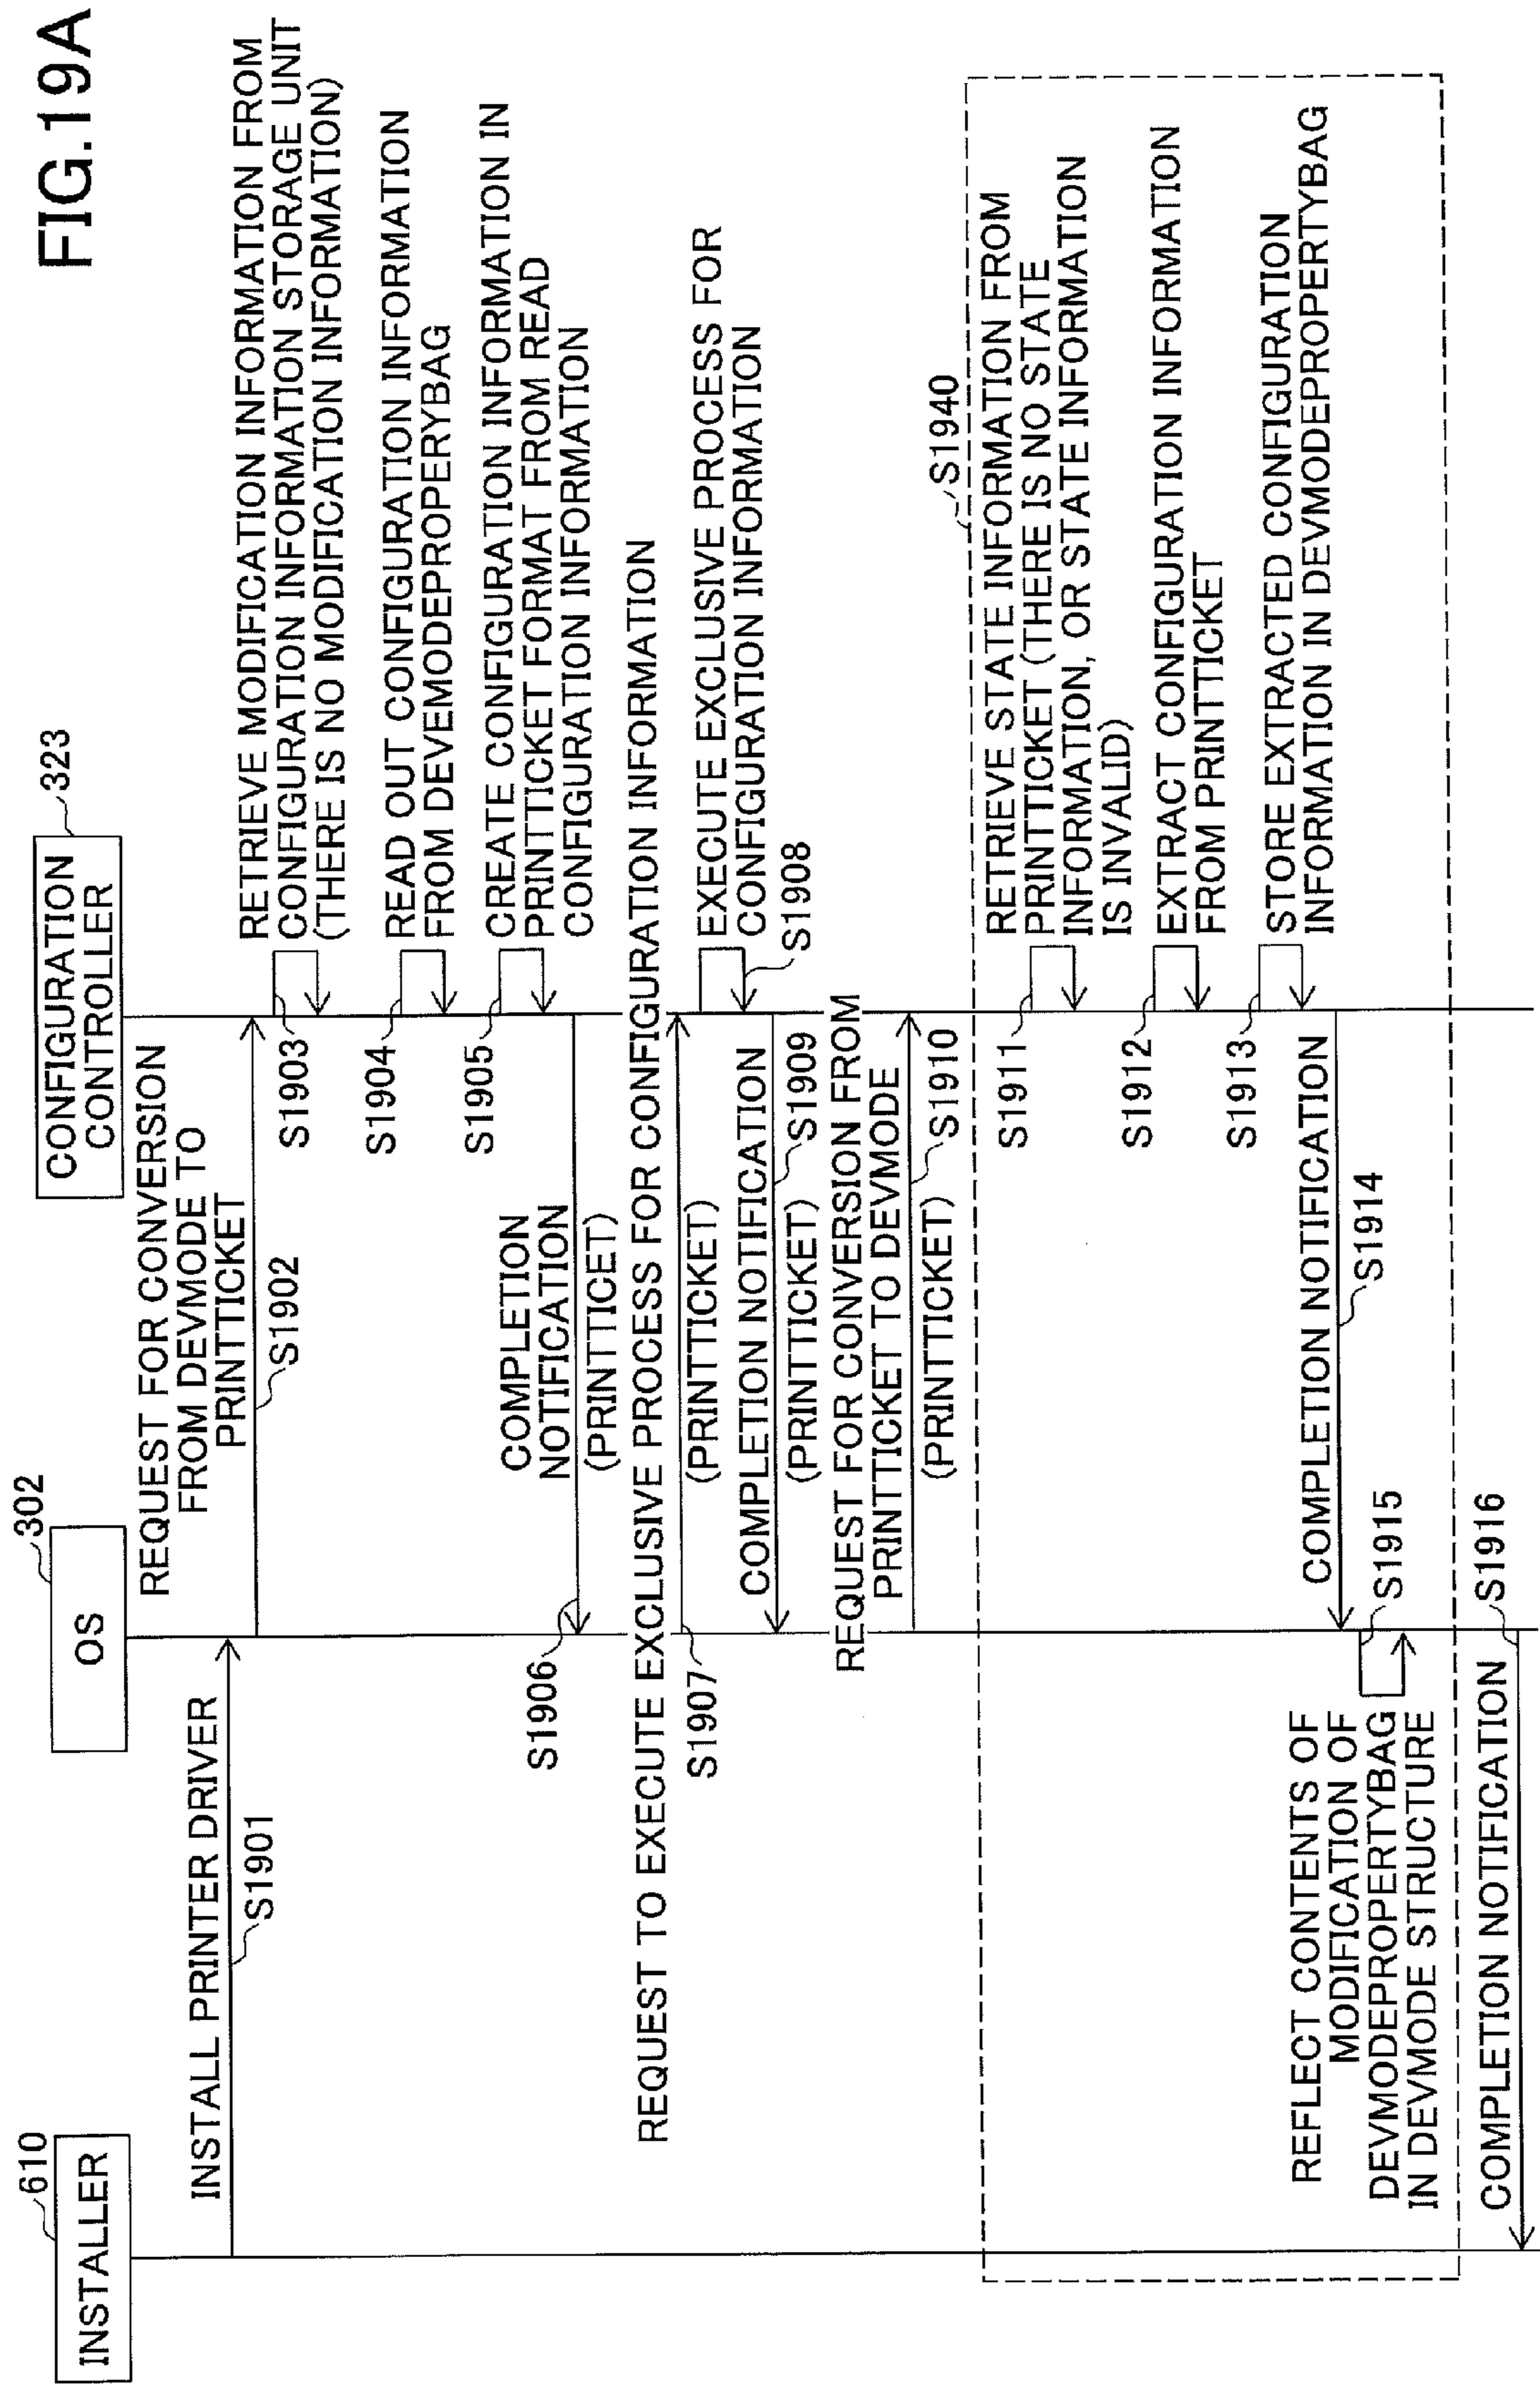 FIG.19A
610
INSTALLER
302
OS
323
CONFIGURATION
CONTROLLER
INSTALL PRINTER DRIVER
S1901
REQUEST FOR CONVERSION
FROM DEVMODE TO
PRINTTICKET
S1902
RETRIEVE MODIFICATION INFORMATION FROM
CONFIGURATION INFORMATION STORAGE UNIT
(THERE IS NO MODIFICATION INFORMATION)
S1903
READ OUT CONFIGURATION INFORMATION
FROM DEVEMODEPROPERYBAG
S1904
CREATE CONFIGURATION INFORMATION IN
PRINTTICKET FORMAT FROM READ
CONFIGURATION INFORMATION
S1905
COMPLETION
NOTIFICATION
(PRINTTICET)
S1906
REQUEST TO EXECUTE EXCLUSIVE PROCESS FOR CONFIGURATION INFORMATION
(PRINTTICKET)
S1907
EXECUTE EXCLUSIVE PROCESS FOR
CONFIGURATION INFORMATION
S1908
COMPLETION NOTIFICATION
(PRINTTICKET)
S1909
REQUEST FOR CONVERSION FROM
PRINTTICKET TO DEVMODE
(PRINTTICKET)
S1910
S1940
RETRIEVE STATE INFORMATION FROM
PRINTTICKET (THERE IS NO STATE
INFORMATION, OR STATE INFORMATION
IS INVALID)
S1911
EXTRACT CONFIGURATION INFORMATION
FROM PRINTTICKET
S1912
STORE EXTRACTED CONFIGURATION
INFORMATION IN DEVMODEPROPERTYBAG
S1913
COMPLETION NOTIFICATION
S1914
REFLECT CONTENTS OF
MODIFICATION OF
DEVMODEPROPERTYBAG
IN DEVMODE STRUCTURE
S1915
COMPLETION NOTIFICATION
S1916